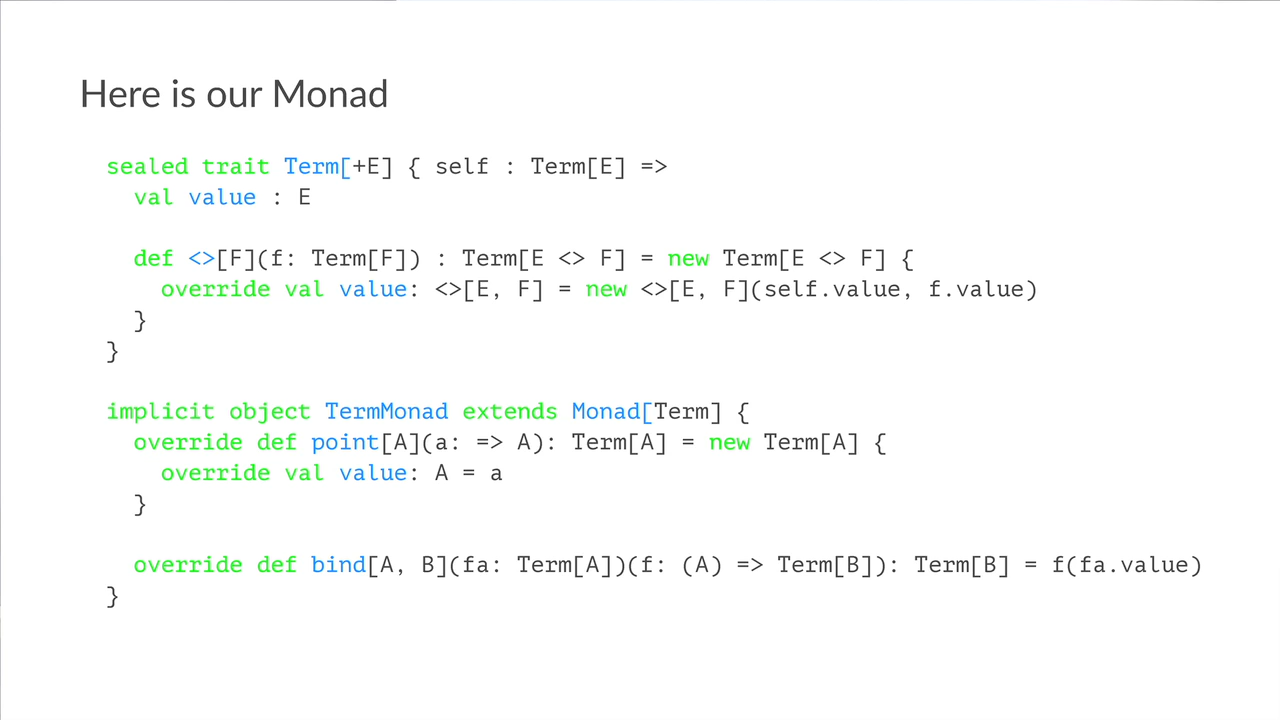 Here is our Monad
sealed trait Term[+E] { self : Term[E] =>
val value : E
def <>[F](f: Term[F]) : Term[E <> F] = new Term[E <> F] {
override val value: <>[E, F] = new <>[E, F](self.value, f.value)
}
}
implicit object TermMonad extends Monad[Term] {
override def point[A](a: => A): Term[A] = new Term[A] {
override val value: A = a
}
override def bind[A, B](fa: Term[A])(f: (A) => Term[B]): Term[B] = f(fa.value)
}